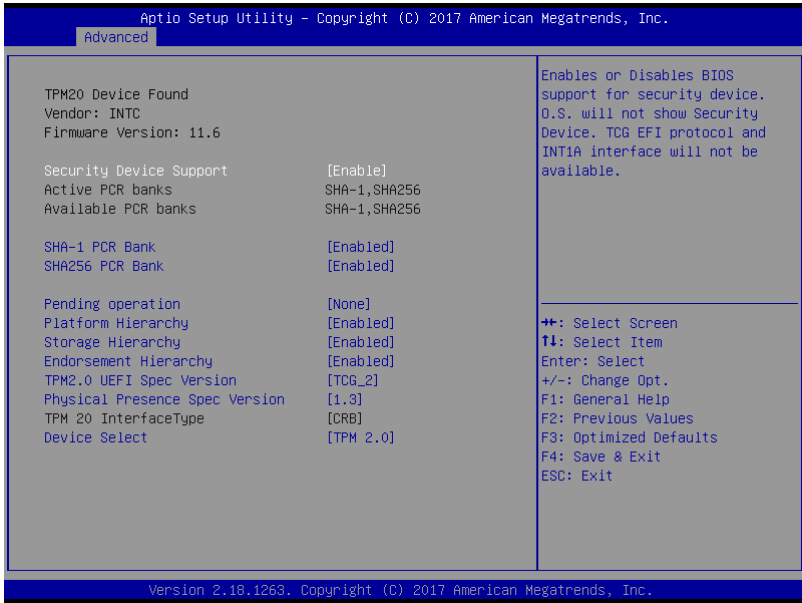 Aptio Setup Utility – Copyright (C) 2017 American Megatrends, Inc.
Advanced
TPM20 Device Found
Vendor: INTC
Firmware Version: 11.6
Security Device Support [Enable]
Active PCR banks SHA-1,SHA256
Available PCR banks SHA-1,SHA256
SHA-1 PCR Bank [Enabled]
SHA256 PCR Bank [Enabled]
Pending operation [None]
Platform Hierarchy [Enabled]
Storage Hierarchy [Enabled]
Endorsement Hierarchy [Enabled]
TPM2.0 UEFI Spec Version [TCG_2]
Physical Presence Spec Version [1.3]
TPM 20 InterfaceType [CRB]
Device Select [TPM 2.0]
Enables or Disables BIOS
support for security device.
O.S. will not show Security
Device. TCG EFI protocol and
INT1A interface will not be
available.
→←: Select Screen
↑↓: Select Item
Enter: Select
+/-: Change Opt.
F1: General Help
F2: Previous Values
F3: Optimized Defaults
F4: Save & Exit
ESC: Exit
Version 2.18.1263. Copyright (C) 2017 American Megatrends, Inc.